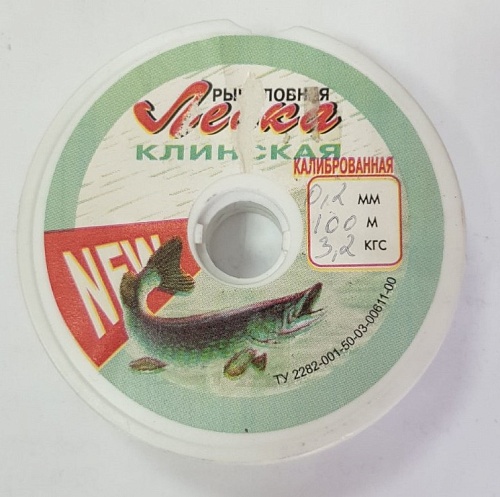 РЫБОЛОВНАЯ
Леска
КЛИНСКАЯ
КАЛИБРОВАННАЯ
0,2 мм
100 м
3,2 кгс
NEW
ТУ 2282-001-50-03-00611-00